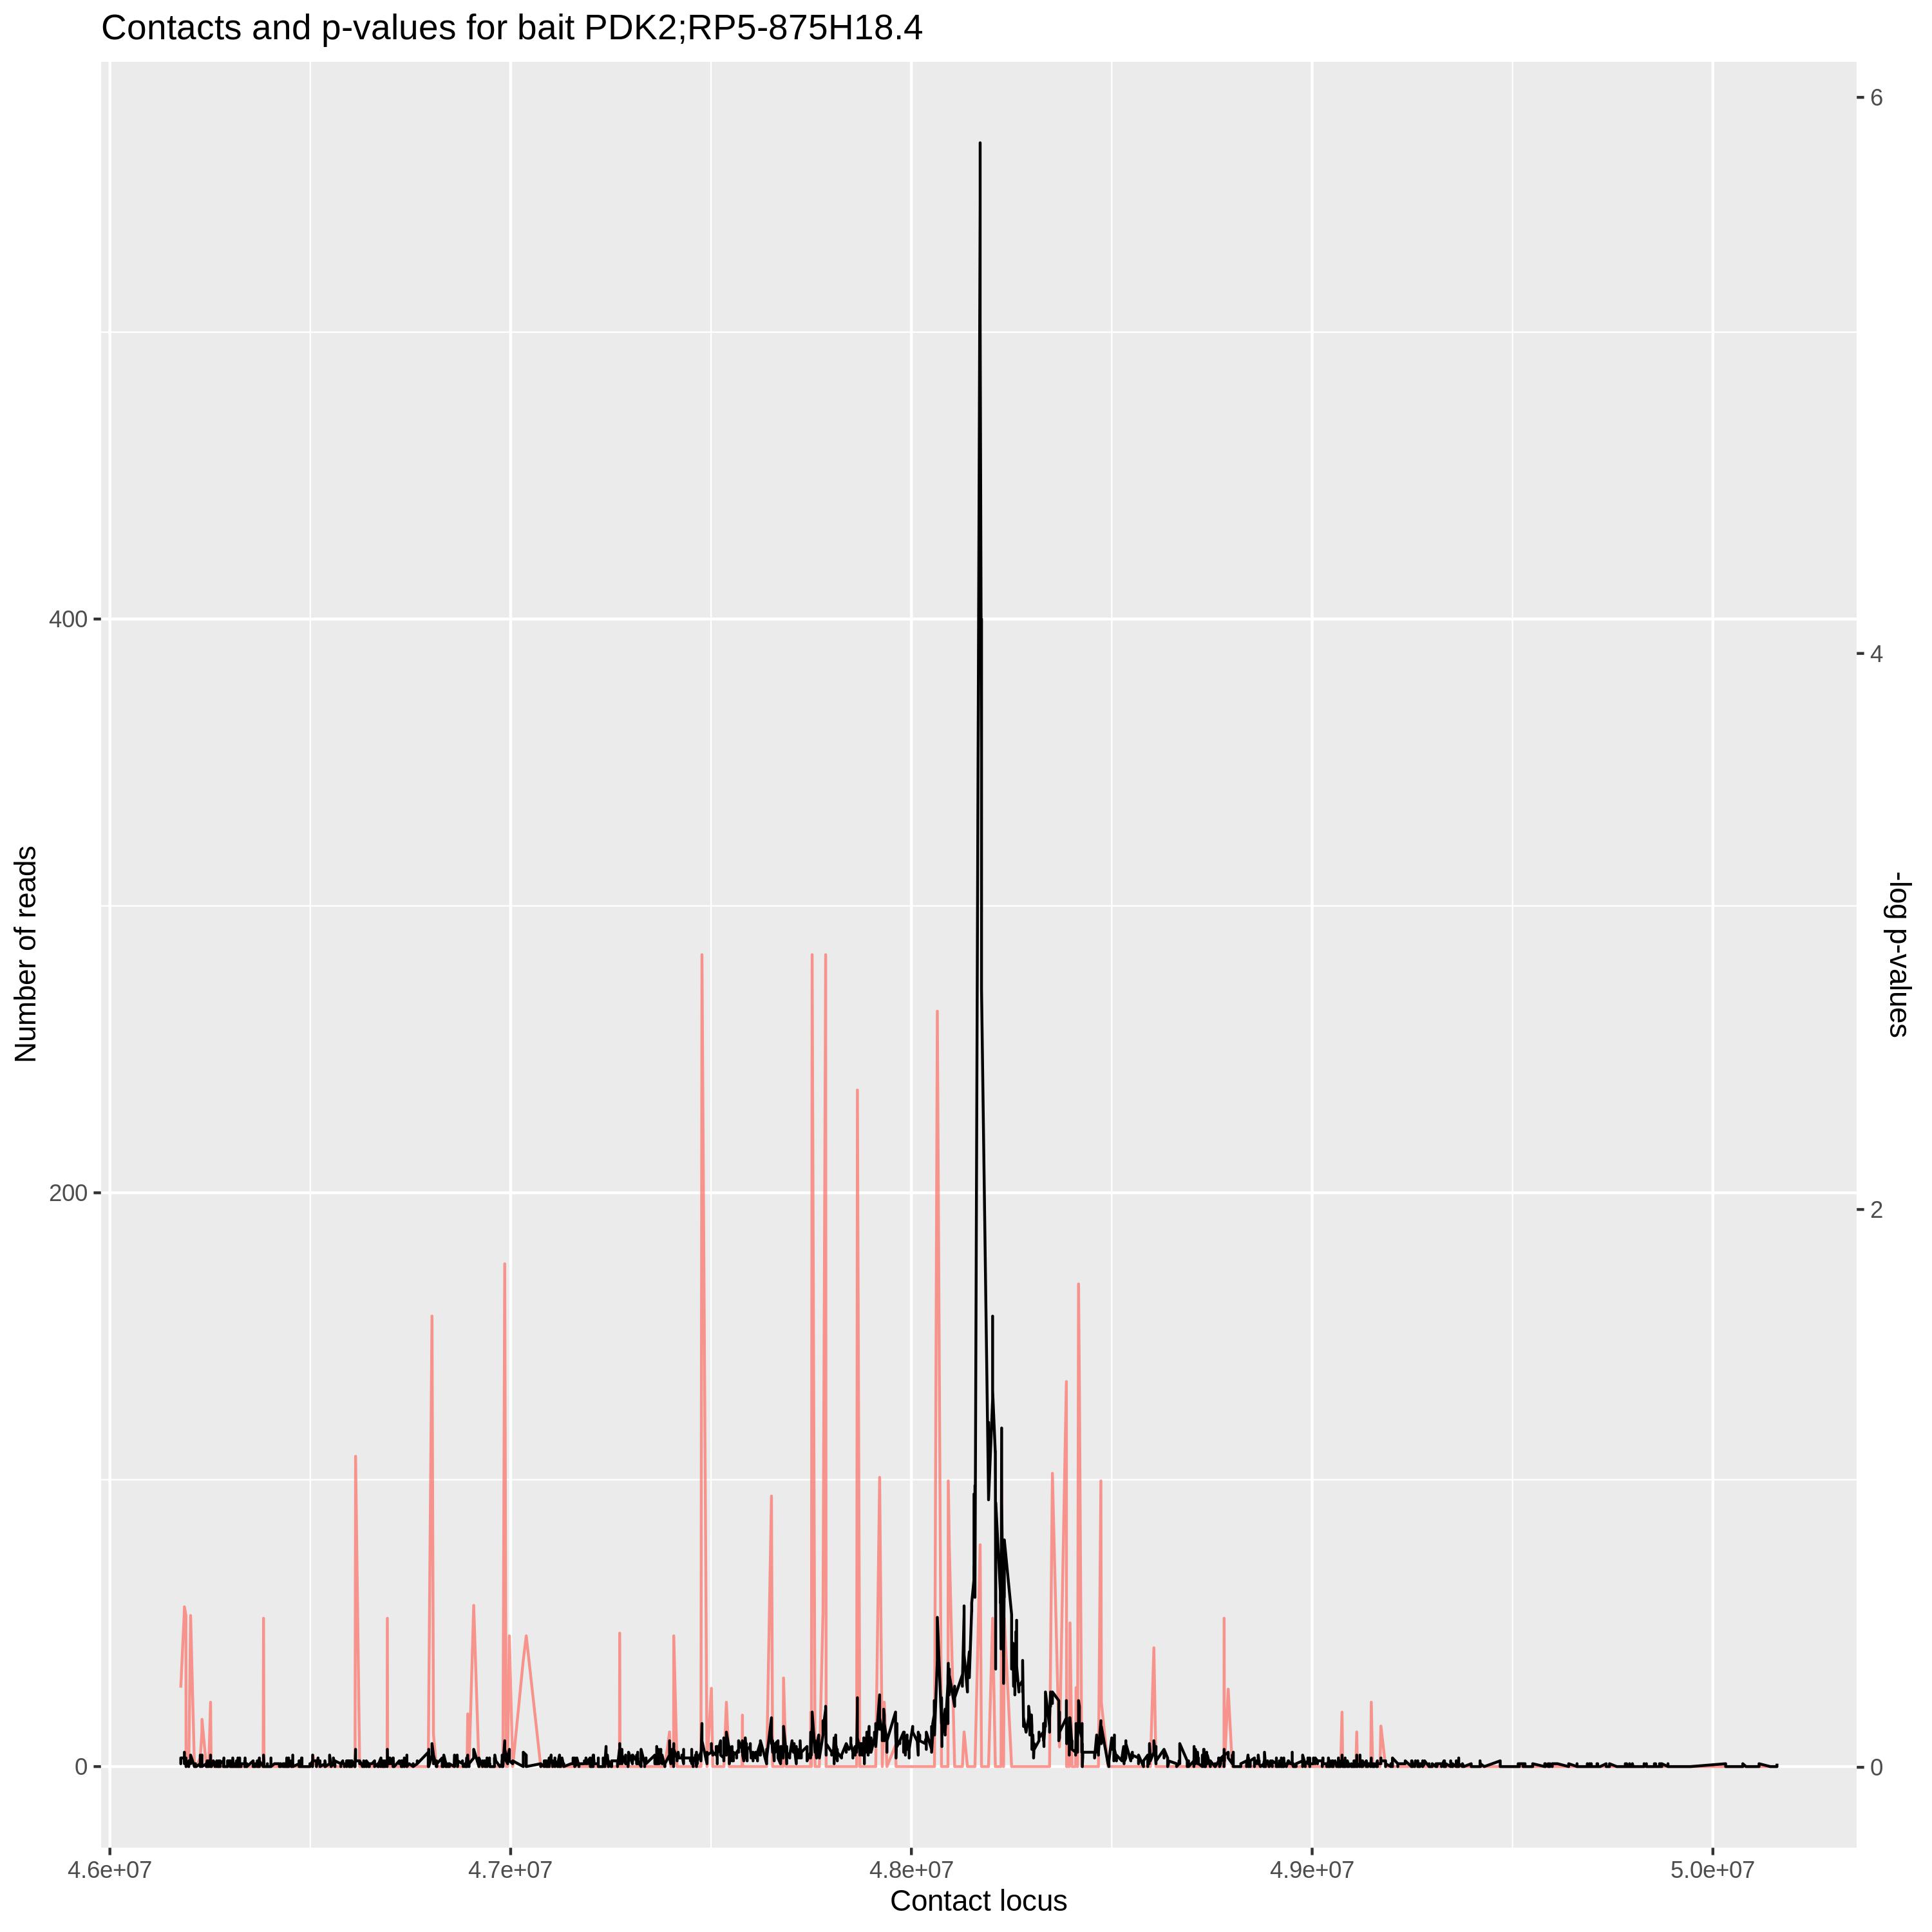 Contacts and p-values for bait PDK2;RP5-875H18.4
6
400
4
Number of reads
-log p-values
200
2
0
0
4.6e+07
4.7e+07
4.8e+07
4.9e+07
5.0e+07
Contact locus